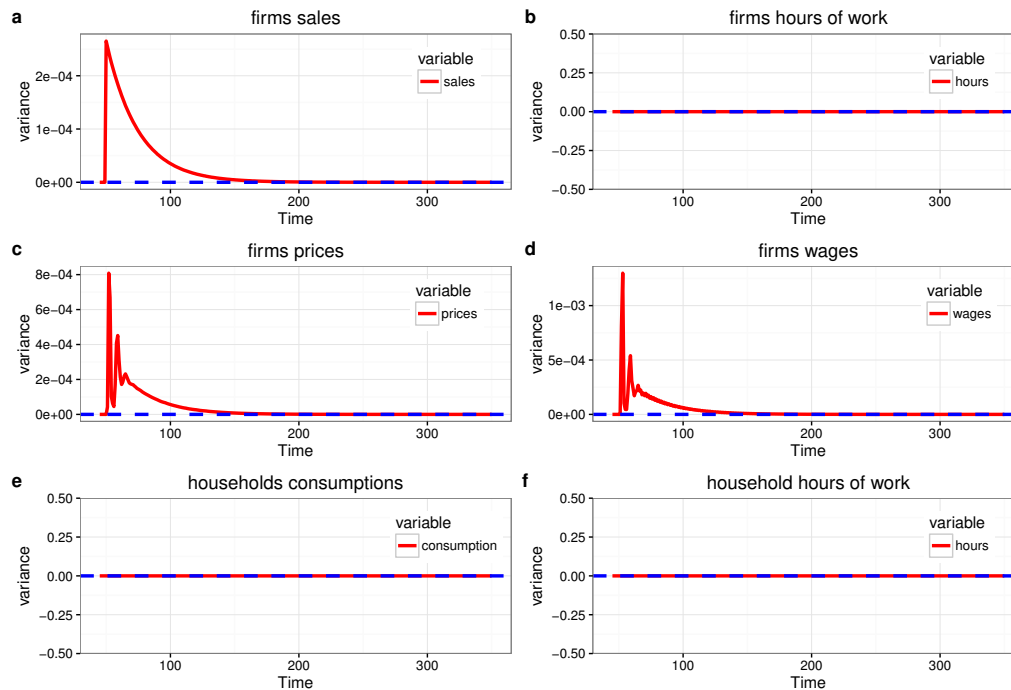 a firms sales
variance
2e−04
1e−04
0e+00
100 200 300
Time
variable
sales
b firms hours of work
variance
0.50
0.25
0.00
−0.25
−0.50
100 200 300
Time
variable
hours
c firms prices
variance
8e−04
6e−04
4e−04
2e−04
0e+00
100 200 300
Time
variable
prices
d firms wages
variance
1e−03
5e−04
0e+00
100 200 300
Time
variable
wages
e households consumptions
variance
0.50
0.25
0.00
−0.25
−0.50
100 200 300
Time
variable
consumption
f household hours of work
variance
0.50
0.25
0.00
−0.25
−0.50
100 200 300
Time
variable
hours